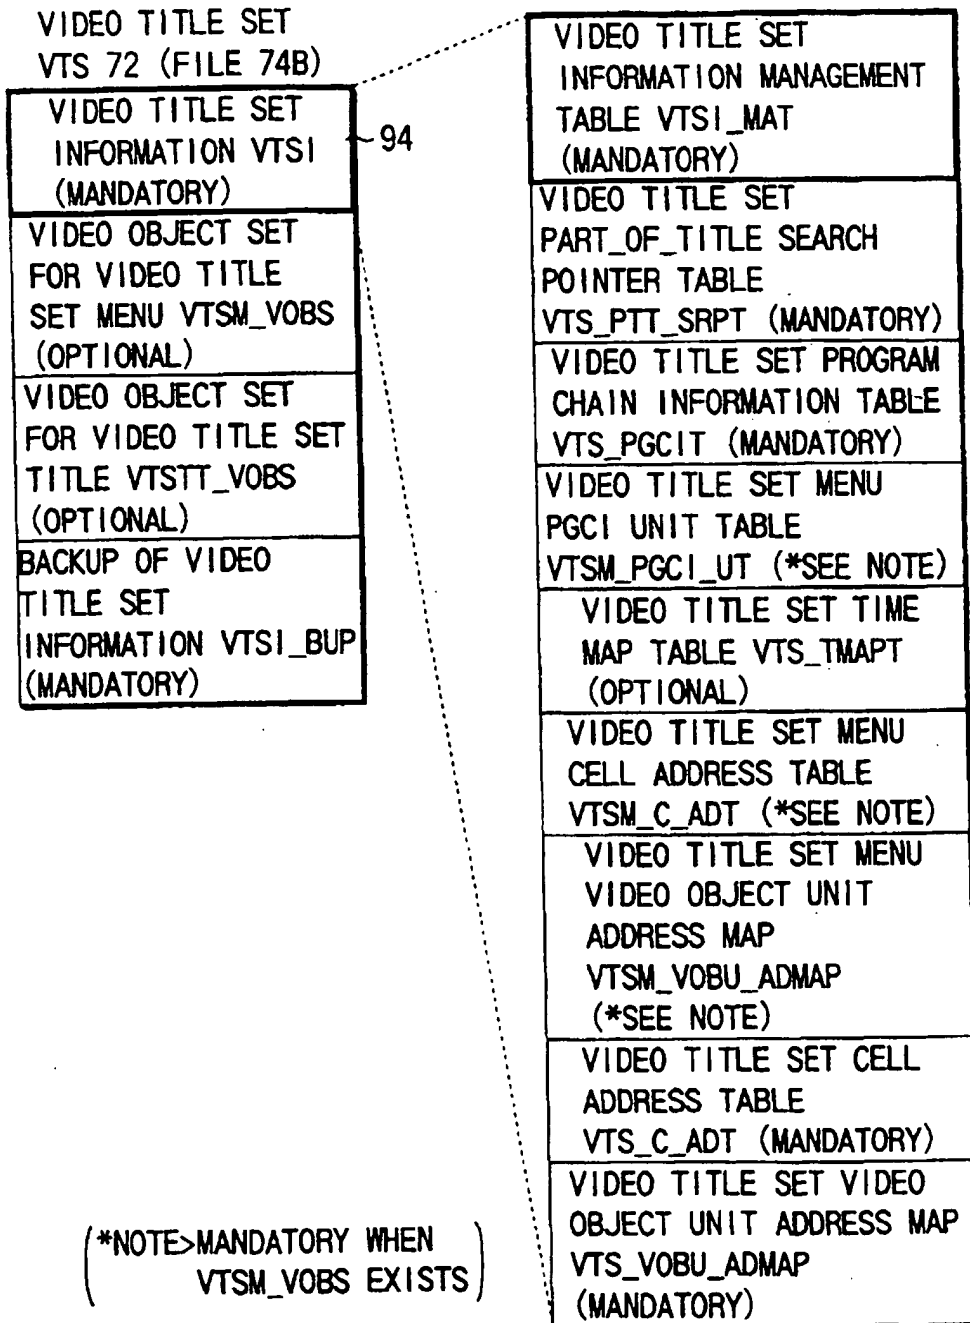 VIDEO TITLE SET
VTS 72 (FILE 74B)
VIDEO TITLE SET
INFORMATION VTSI
(MANDATORY)
94
VIDEO OBJECT SET
FOR VIDEO TITLE
SET MENU VTSM_VOBS
(OPTIONAL)
VIDEO OBJECT SET
FOR VIDEO TITLE SET
TITLE VTSTT_VOBS
(OPTIONAL)
BACKUP OF VIDEO
TITLE SET
INFORMATION VTSI_BUP
(MANDATORY)
VIDEO TITLE SET
INFORMATION MANAGEMENT
TABLE VTSI_MAT
(MANDATORY)
VIDEO TITLE SET
PART_OF_TITLE SEARCH
POINTER TABLE
VTS_PTT_SRPT (MANDATORY)
VIDEO TITLE SET PROGRAM
CHAIN INFORMATION TABLE
VTS_PGCIT (MANDATORY)
VIDEO TITLE SET MENU
PGCI UNIT TABLE
VTSM_PGCI_UT (*SEE NOTE)
VIDEO TITLE SET TIME
MAP TABLE VTS_TMAPT
(OPTIONAL)
VIDEO TITLE SET MENU
CELL ADDRESS TABLE
VTSM_C_ADT (*SEE NOTE)
VIDEO TITLE SET MENU
VIDEO OBJECT UNIT
ADDRESS MAP
VTSM_VOBU_ADMAP
(*SEE NOTE)
VIDEO TITLE SET CELL
ADDRESS TABLE
VTS_C_ADT (MANDATORY)
VIDEO TITLE SET VIDEO
OBJECT UNIT ADDRESS MAP
VTS_VOBU_ADMAP
(MANDATORY)
(*NOTE>MANDATORY WHEN
VTSM_VOBS EXISTS)